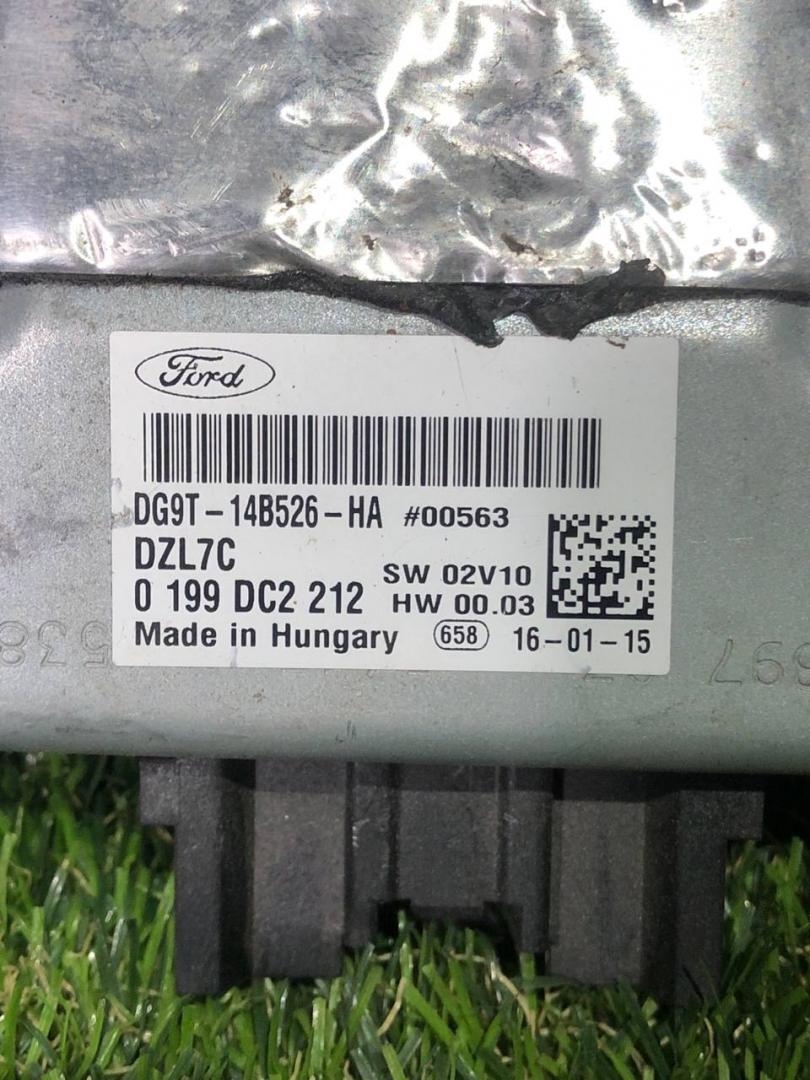 Ford
DG9T-14B526-HA #00563
DZL7C
SW 02V10
0 199 DC2 212 HW 00.03
Made in Hungary 658 16-01-15